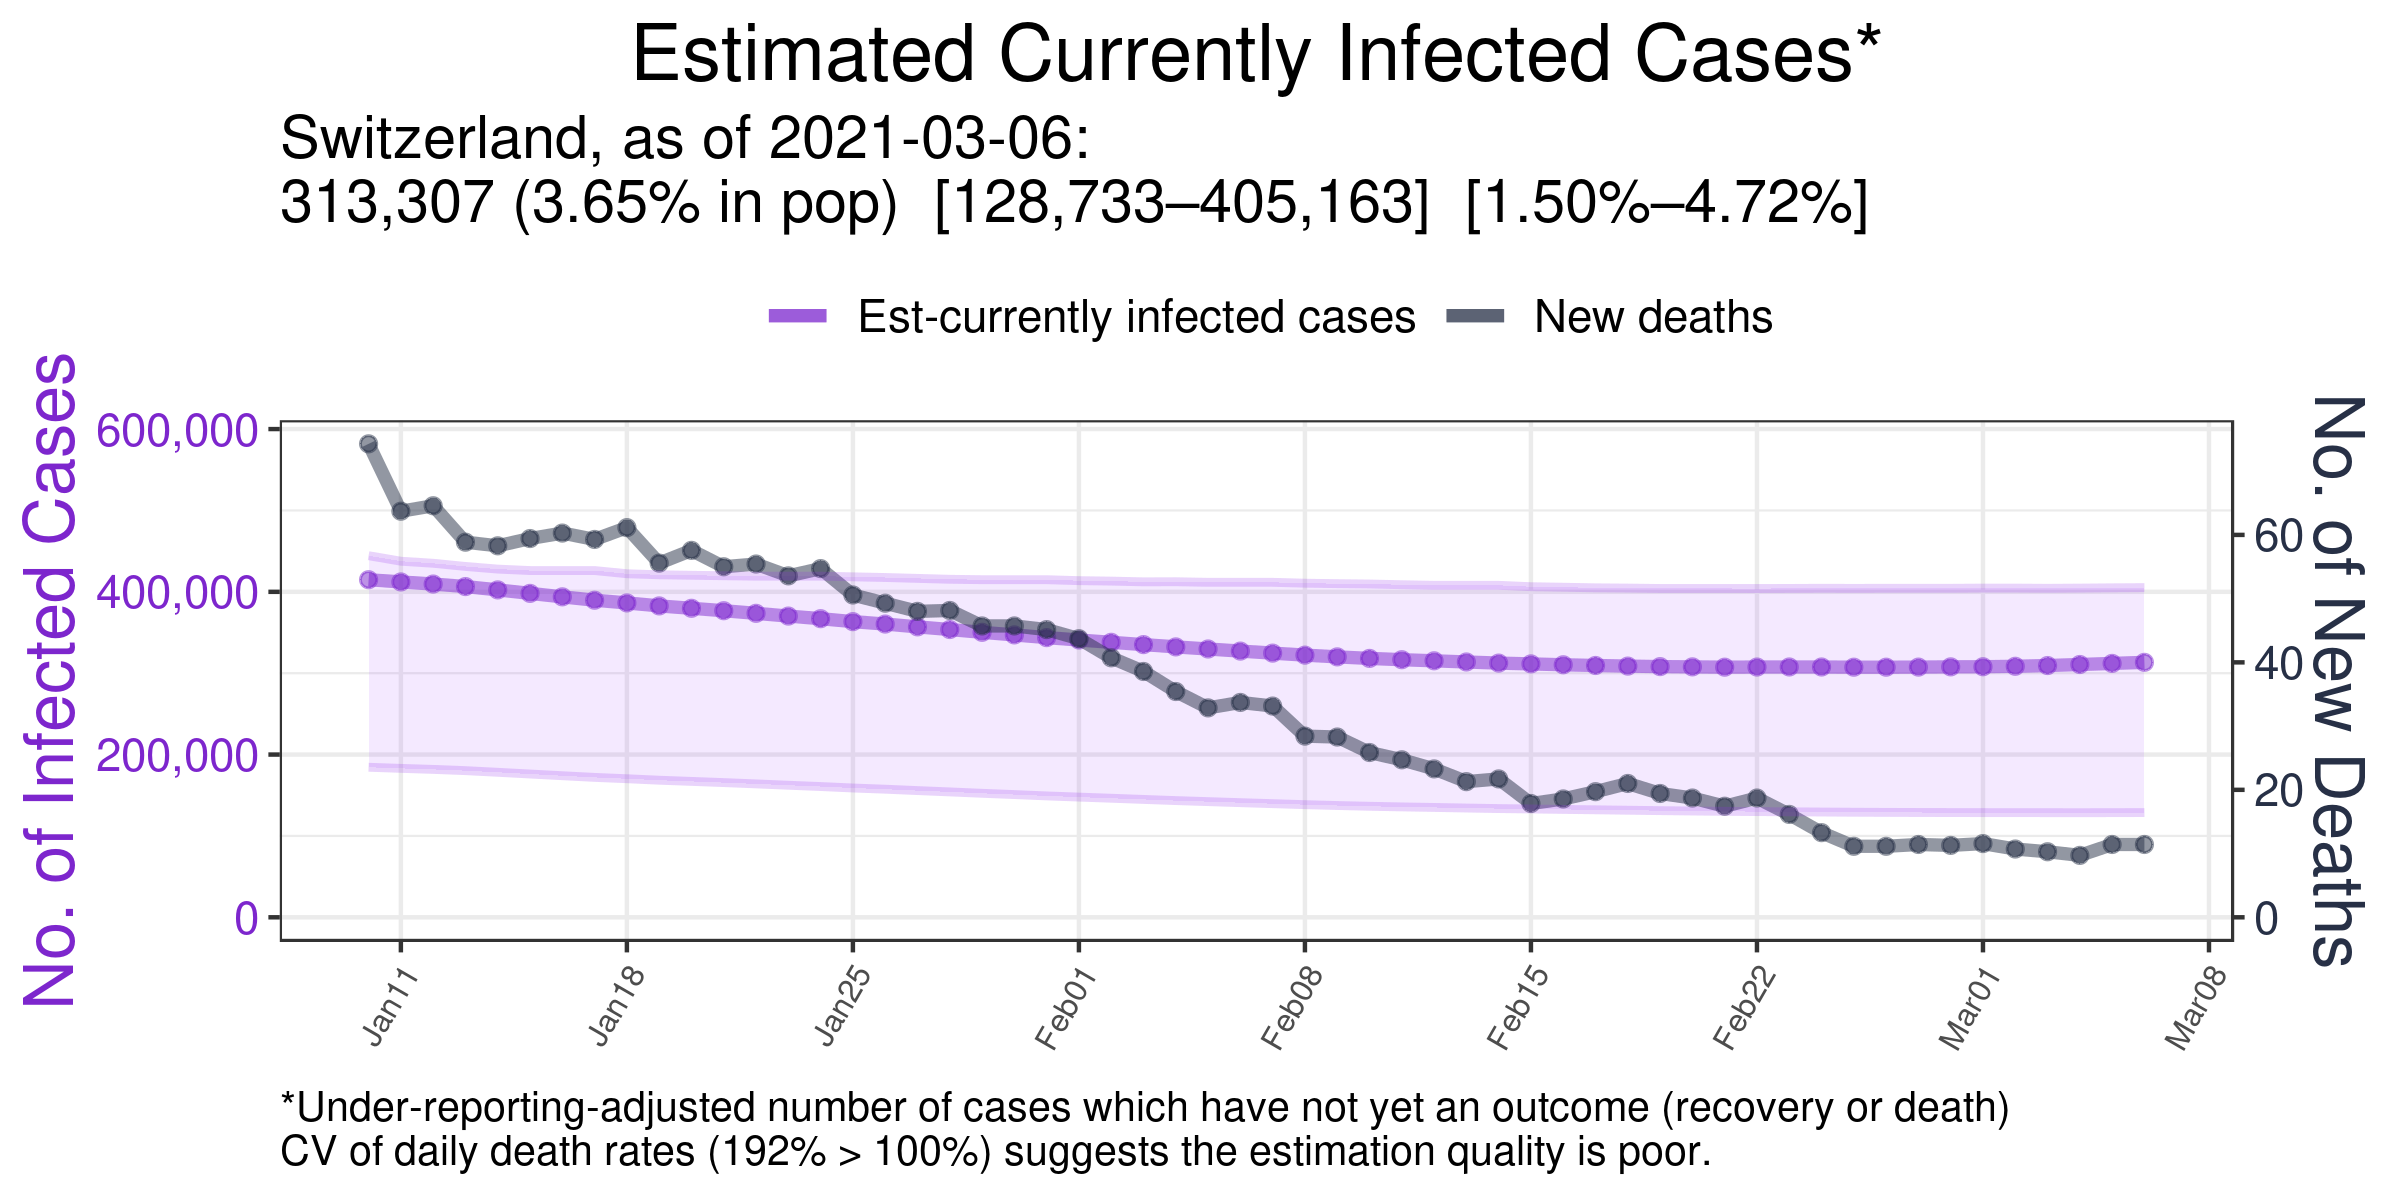 Estimated Currently Infected Cases*
Switzerland, as of 2021-03-06:
313,307 (3.65% in pop)  [128,733–405,163]  [1.50%–4.72%]
Est-currently infected cases
New deaths
No. of Infected Cases
600,000
400,000
200,000
0
No. of New Deaths
60
40
20
0
Jan11
Jan18
Jan25
Feb01
Feb08
Feb15
Feb22
Mar01
Mar08
*Under-reporting-adjusted number of cases which have not yet an outcome (recovery or death)
CV of daily death rates (192% > 100%) suggests the estimation quality is poor.